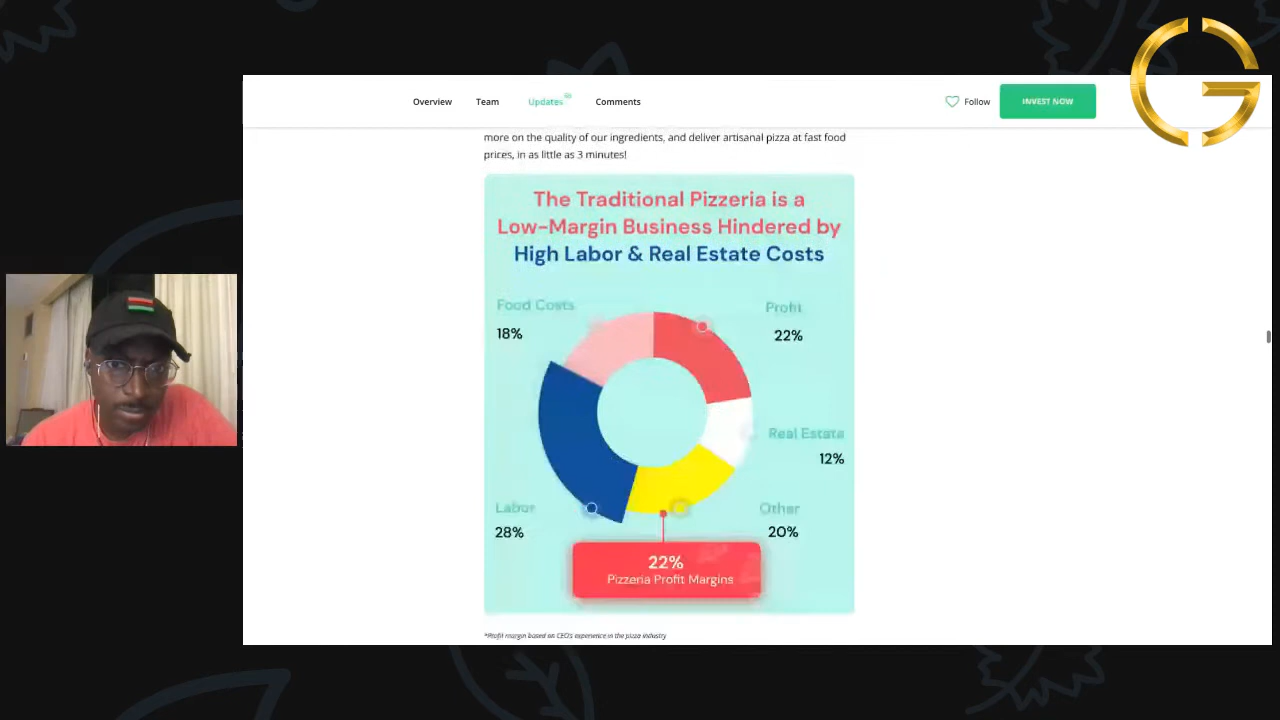 Overview Team Updates Comments Follow INVEST NOW
more on the quality of our ingredients, and deliver artisanal pizza at fast food
prices, in as little as 3 minutes!
The Traditional Pizzeria is a
Low-Margin Business Hindered by
High Labor & Real Estate Costs
Food Costs
18%
Profit
22%
Real Estate
12%
Labor
28%
Other
20%
22%
Pizzeria Profit Margins
*Profit margin based on CEO's experience in the pizza industry